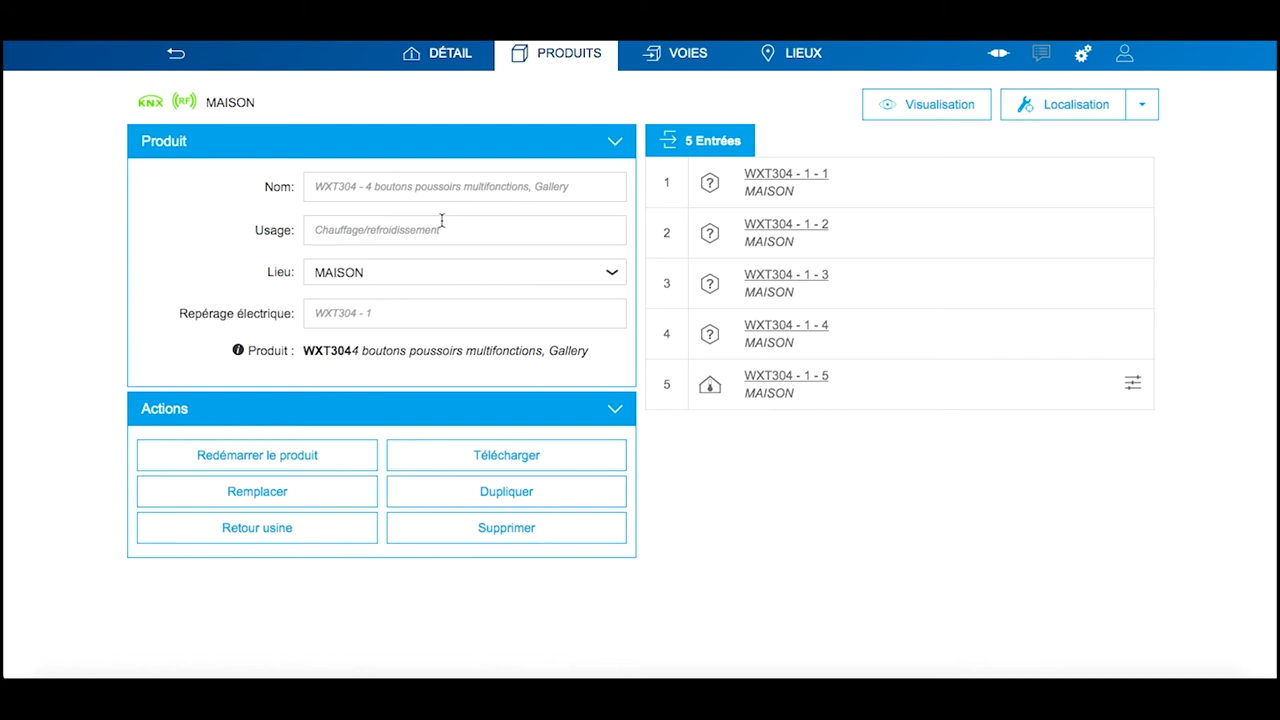 DÉTAIL
PRODUITS
VOIES
LIEUX
KNX (RF) MAISON
Visualisation
Localisation
Produit
Nom: WXT304 - 4 boutons poussoirs multifonctions, Gallery
Usage: Chauffage/refroidissement
Lieu: MAISON
Repérage électrique: WXT304 - 1
Produit : WXT3044 boutons poussoirs multifonctions, Gallery
Actions
Redémarrer le produit
Télécharger
Remplacer
Dupliquer
Retour usine
Supprimer
5 Entrées
1 ? WXT304 - 1 - 1
MAISON
2 ? WXT304 - 1 - 2
MAISON
3 ? WXT304 - 1 - 3
MAISON
4 ? WXT304 - 1 - 4
MAISON
5 WXT304 - 1 - 5
MAISON